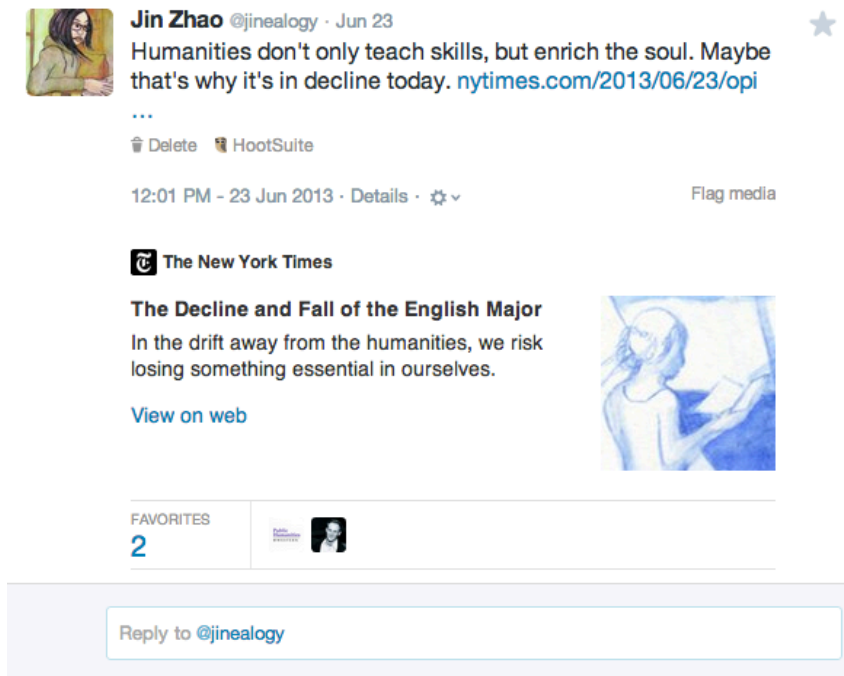 Jin Zhao @jinealogy · Jun 23
Humanities don't only teach skills, but enrich the soul. Maybe
that's why it's in decline today. nytimes.com/2013/06/23/opi
...
Delete HootSuite
12:01 PM - 23 Jun 2013 · Details ·
Flag media
The New York Times
The Decline and Fall of the English Major
In the drift away from the humanities, we risk
losing something essential in ourselves.
View on web
FAVORITES
2
Public
Humanities
Reply to @jinealogy